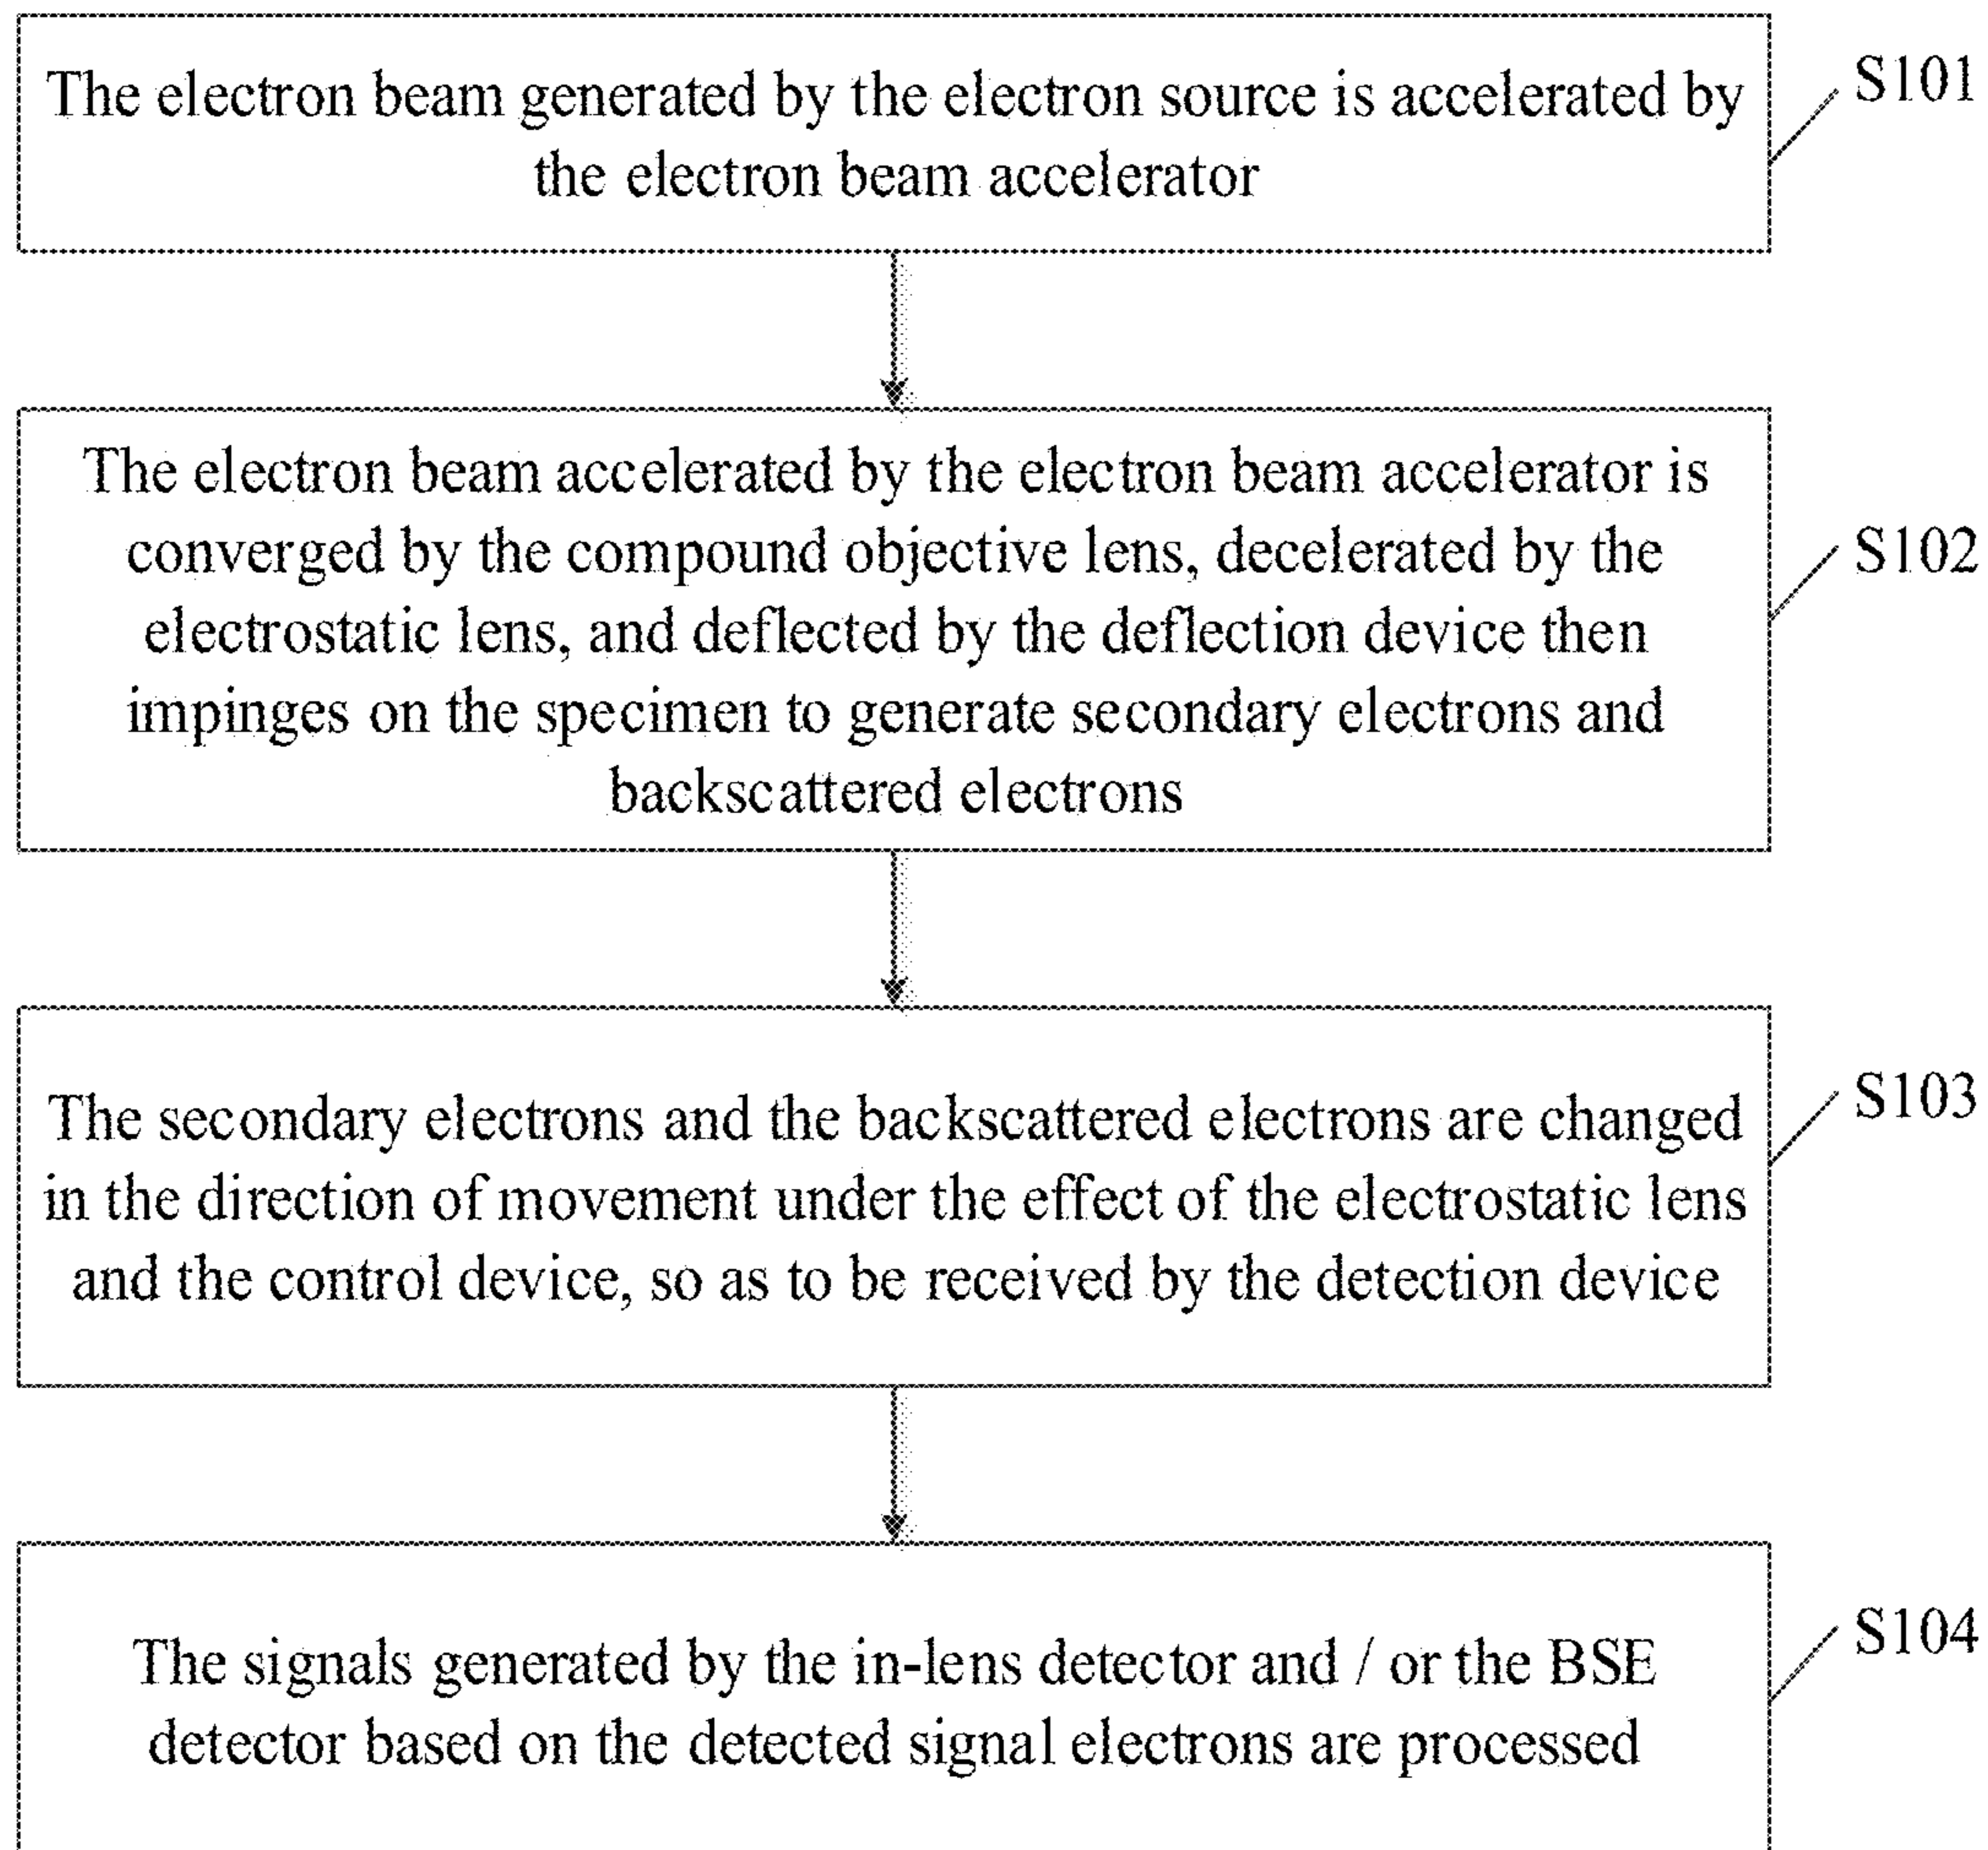 The electron beam generated by the electron source is accelerated by
the electron beam accelerator
S101
The electron beam accelerated by the electron beam accelerator is
converged by the compound objective lens, decelerated by the
electrostatic lens, and deflected by the deflection device then
impinges on the specimen to generate secondary electrons and
backscattered electrons
S102
The secondary electrons and the backscattered electrons are changed
in the direction of movement under the effect of the electrostatic lens
and the control device, so as to be received by the detection device
S103
The signals generated by the in-lens detector and / or the BSE
detector based on the detected signal electrons are processed
S104